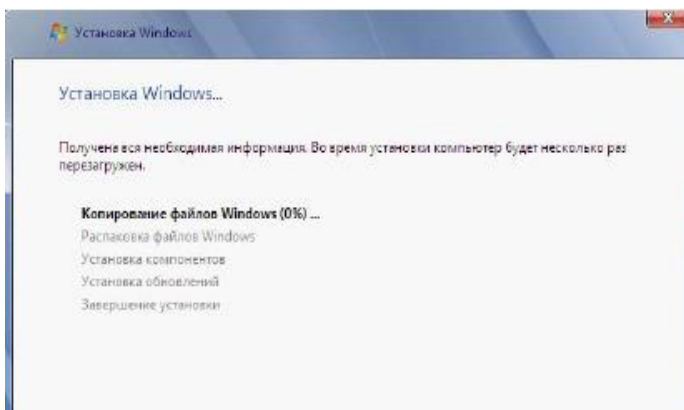 Установка Windows
Установка Windows...
Получена вся необходимая информация. Во время установки компьютер будет несколько раз
перезагружен.
Копирование файлов Windows (0%) ...
Распаковка файлов Windows
Установка компонентов
Установка обновлений
Завершение установки